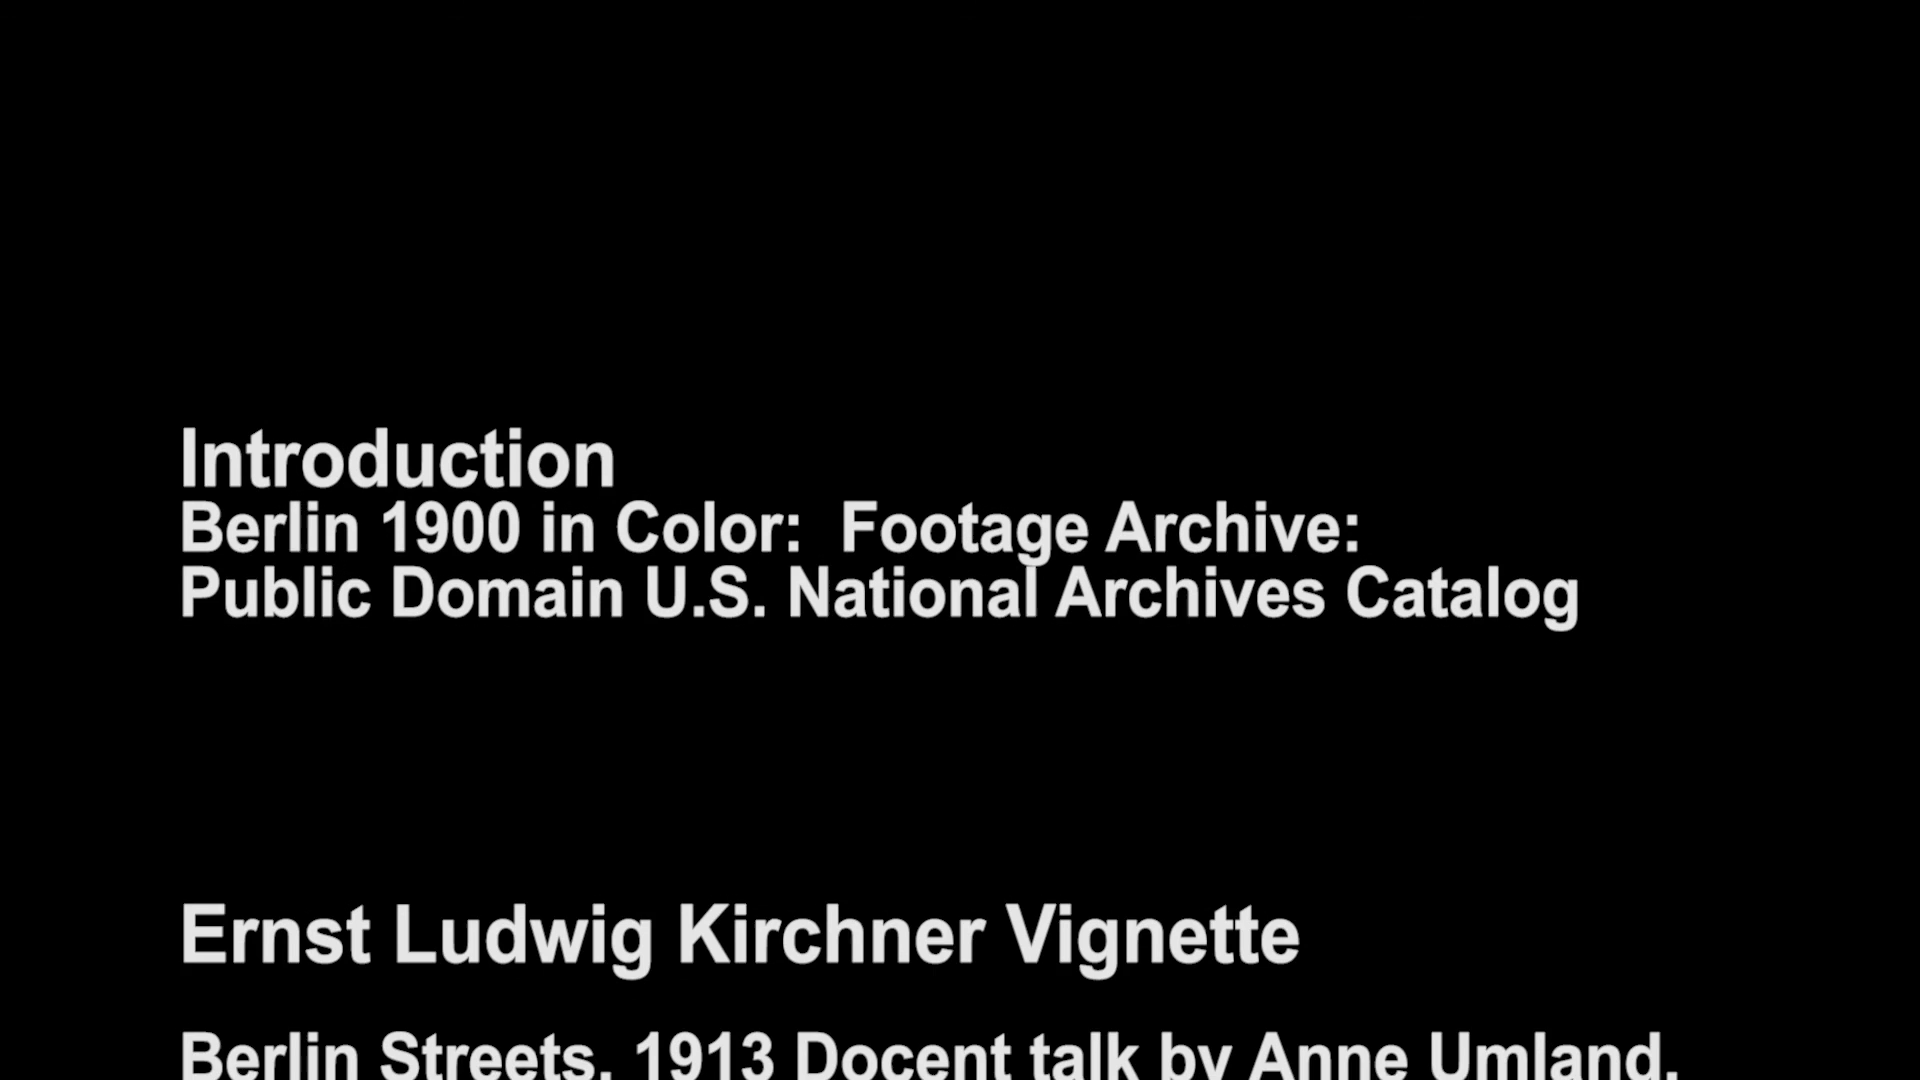 Introduction
Berlin 1900 in Color:  Footage Archive:
Public Domain U.S. National Archives Catalog
Ernst Ludwig Kirchner Vignette
Berlin Streets, 1913 Docent talk by Anne Umland,